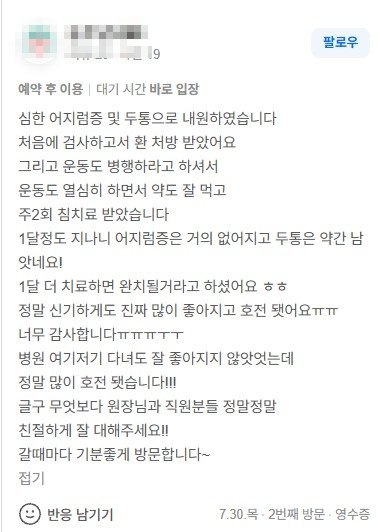 팔로우
예약 후 이용 | 대기 시간 바로 입장
심한 어지럼증 및 두통으로 내원하였습니다
처음에 검사하고서 환 처방 받았어요
그리고 운동도 병행하라고 하셔서
운동도 열심히 하면서 약도 잘 먹고
주2회 침치료 받았습니다
1달정도 지나니 어지럼증은 거의 없어지고 두통은 약간 남
앗네요!
1달 더 치료하면 완치될거라고 하셨어요 ㅎㅎ
정말 신기하게도 진짜 많이 좋아지고 호전 됐어요ㅠㅠ
너무 감사합니다ㅠㅠㅠㅜㅜ
병원 여기저기 다녀도 잘 좋아지지 않앗엇는데
정말 많이 호전 됏습니다!!!
글구 무엇보다 원장님과 직원분들 정말정말
친절하게 잘 대해주세요!!
갈때마다 기분좋게 방문합니다~
접기
반응 남기기
7.30.목 · 2번째 방문 · 영수증